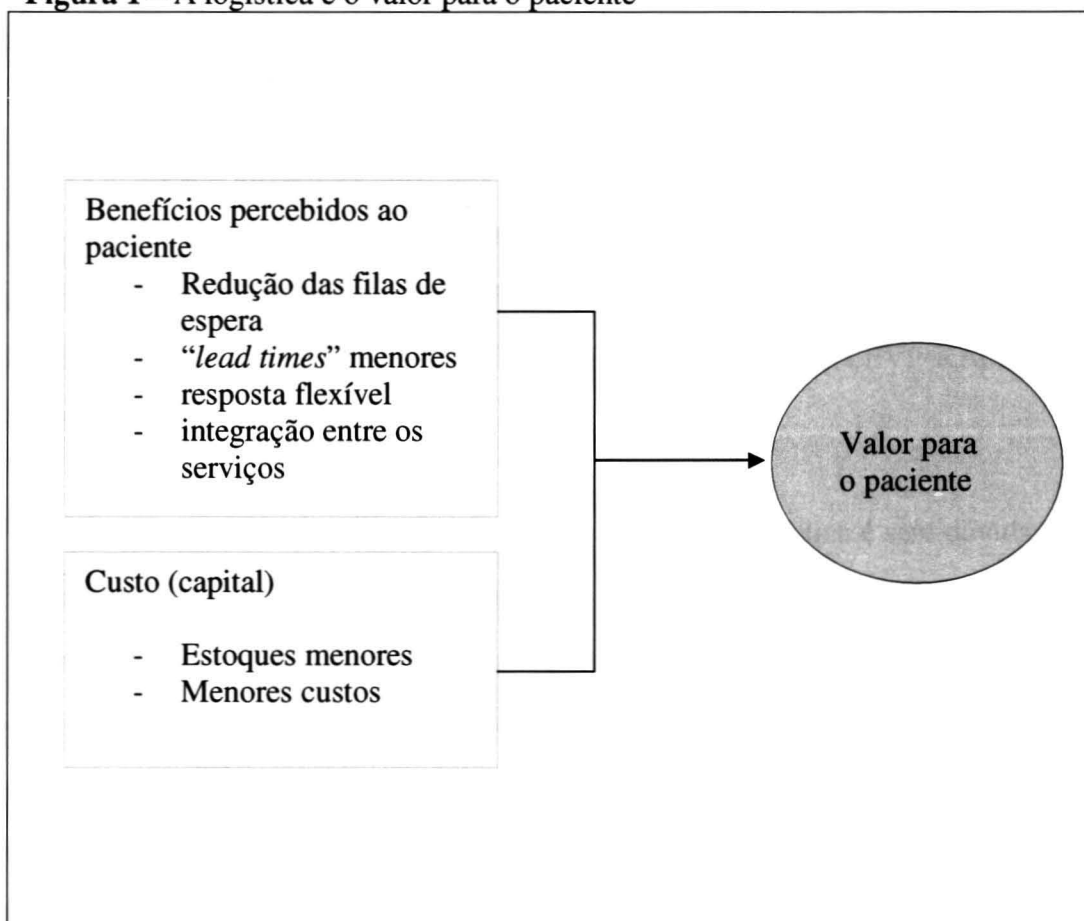 Figura 1 – A logística e o valor para o paciente
Benefícios percebidos ao
paciente
- Redução das filas de
espera
- “lead times” menores
- resposta flexível
- integração entre os
serviços
Custo (capital)
- Estoques menores
- Menores custos
Valor para
o paciente